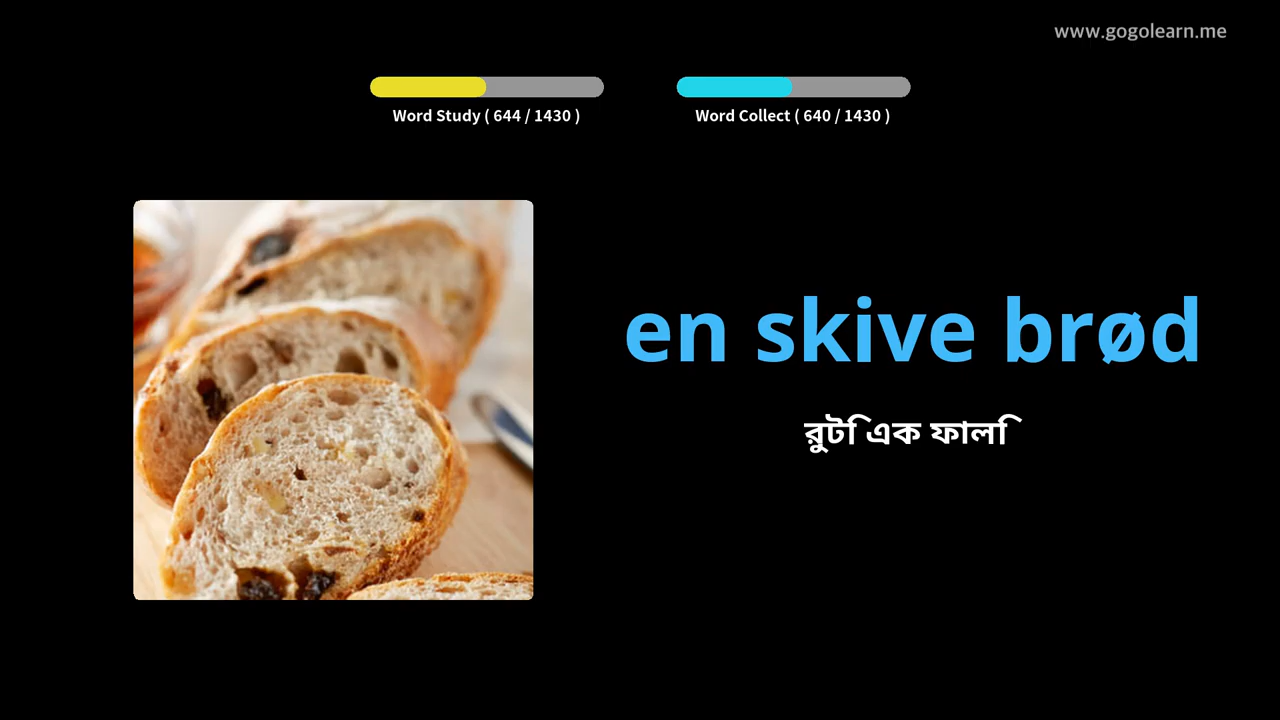 www.gogolearn.me
Word Study ( 644 / 1430 )
Word Collect ( 640 / 1430 )
en skive brød
রুটি এক ফালি